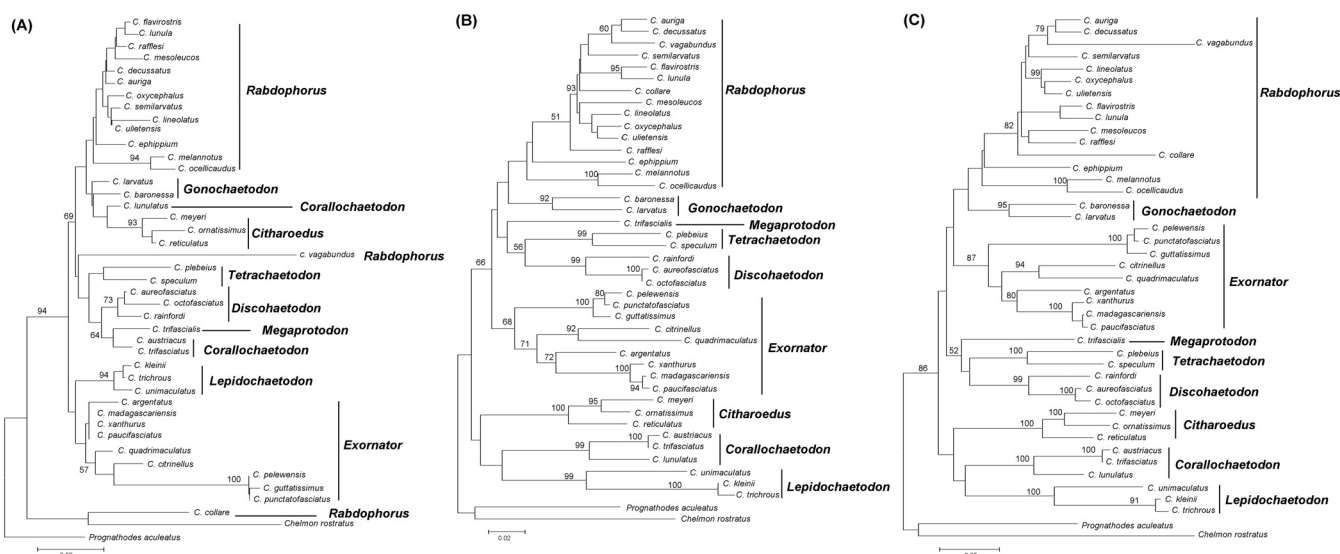 (A)
C. flavirostris
C. lunula
C. rafflesi
C. mesoleucos
C. decussatus
C. auriga
C. oxycephalus
C. semilarvatus
C. lineolatus
C. ulietensis
C. ephippium
94
C. melannotus
C. ocellicaudus
Rabdophorus
C. larvatus
C. baronessa
Gonochaetodon
C. lunulatus
Corallochaetodon
69
C. meyeri
93
C. ornatissimus
C. reticulatus
Citharoedus
c. vagabundus
Rabdophorus
C. plebeius
C. speculum
Tetrachaetodon
C. aureofasciatus
73
C. octofasciatus
C. rainfordi
Discohaetodon
94
C. trifascialis
Megaprotodon
64
C. austriacus
C. trifasciatus
Corallochaetodon
C. kleinii
94
C. trichrous
C. unimaculatus
Lepidochaetodon
C. argentatus
C. madagascariensis
C. xanthurus
C. paucifasciatus
C. quadrimaculatus
57
C. citrinellus
100
C. pelewensis
C. guttatissimus
C. punctatofasciatus
Exornator
C. collare
Rabdophorus
Chelmon rostratus
Prognathodes aculeatus
(B)
C. auriga
60
C. decussatus
C. vagabundus
C. semilarvatus
95
C. flavirostris
C. lunula
93
C. collare
C. mesoleucos
C. lineolatus
51
C. oxycephalus
C. ulietensis
C. rafflesi
C. ephippium
100
C. melannotus
C. ocellicaudus
Rabdophorus
92
C. baronessa
C. larvatus
Gonochaetodon
C. trifascialis
Megaprotodon
99
C. plebeius
C. speculum
Tetrachaetodon
56
99
C. rainfordi
100
C. aureofasciatus
C. octofasciatus
Discohaetodon
66
80
C. pelewensis
100
C. punctatofasciatus
C. guttatissimus
68
92
C. citrinellus
C. quadrimaculatus
71
72
C. argentatus
100
C. xanthurus
C. madagascariensis
94
C. paucifasciatus
Exornator
95
C. meyeri
100
C. ornatissimus
C. reticulatus
Citharoedus
100
C. austriacus
99
C. trifasciatus
C. lunulatus
Corallochaetodon
99
C. unimaculatus
100
C. kleinii
C. trichrous
Lepidochaetodon
Prognathodes aculeatus
Chelmon rostratus
0.02
(C)
C. auriga
79
C. decussatus
C. vagabundus
C. semilarvatus
C. lineolatus
99
C. oxycephalus
C. ulietensis
C. flavirostris
C. lunula
82
C. mesoleucos
C. rafflesi
C. collare
C. ephippium
100
C. melannotus
C. ocellicaudus
Rabdophorus
95
C. baronessa
C. larvatus
Gonochaetodon
C. pelewensis
100
C. punctatofasciatus
C. guttatissimus
87
94
C. citrinellus
C. quadrimaculatus
80
C. argentatus
C. xanthurus
100
C. madagascariensis
C. paucifasciatus
Exornator
C. trifascialis
Megaprotodon
52
100
C. plebeius
C. speculum
Tetrachaetodon
86
99
C. rainfordi
100
C. aureofasciatus
C. octofasciatus
Discohaetodon
100
C. meyeri
100
C. ornatissimus
C. reticulatus
Citharoedus
100
C. austriacus
100
C. trifasciatus
C. lunulatus
Corallochaetodon
100
C. unimaculatus
91
C. kleinii
C. trichrous
Lepidochaetodon
Prognathodes aculeatus
Chelmon rostratus